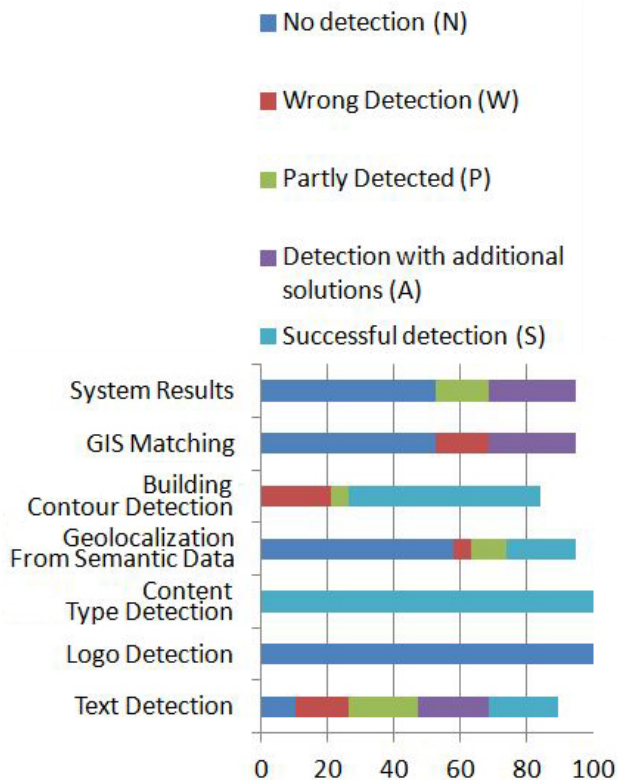 No detection (N)
Wrong Detection (W)
Partly Detected (P)
Detection with additional
solutions (A)
Successful detection (S)
System Results
GIS Matching
Building
Contour Detection
Geolocalization
From Semantic Data
Content
Type Detection
Logo Detection
Text Detection
0 20 40 60 80 100